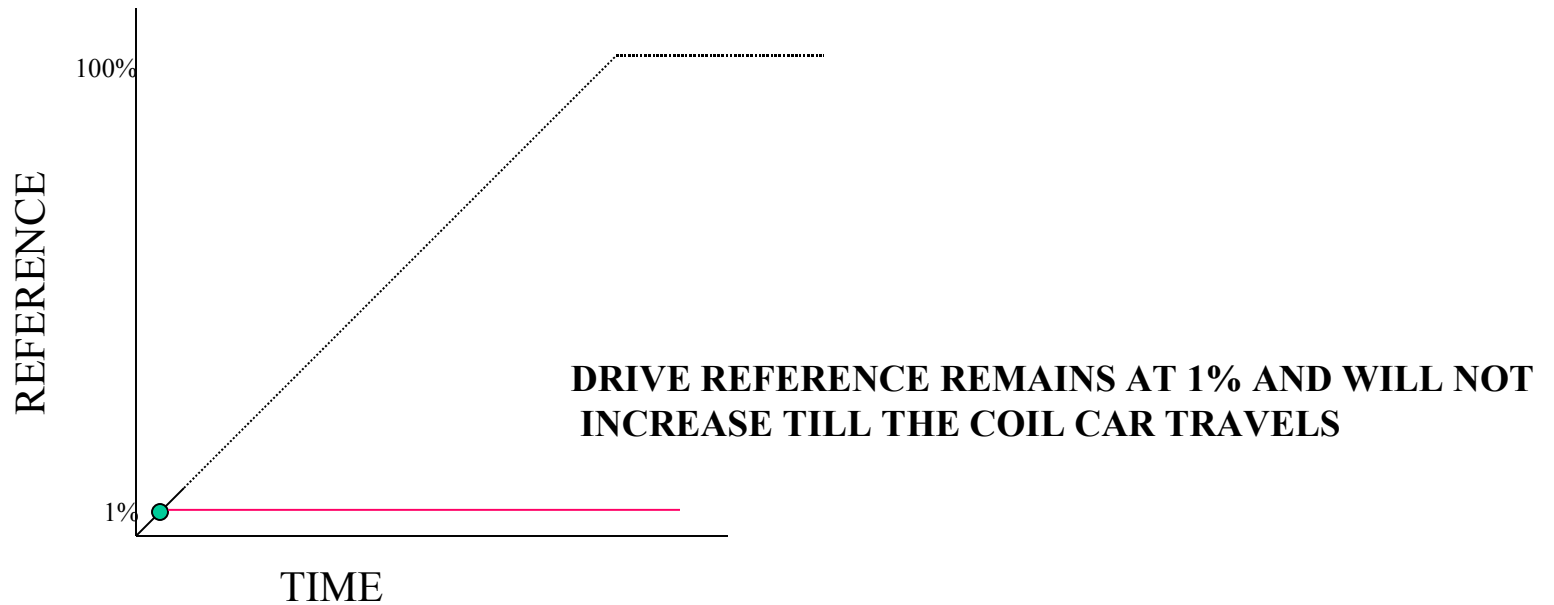 100%
REFERENCE
DRIVE REFERENCE REMAINS AT 1% AND WILL NOT
INCREASE TILL THE COIL CAR TRAVELS
1%
TIME